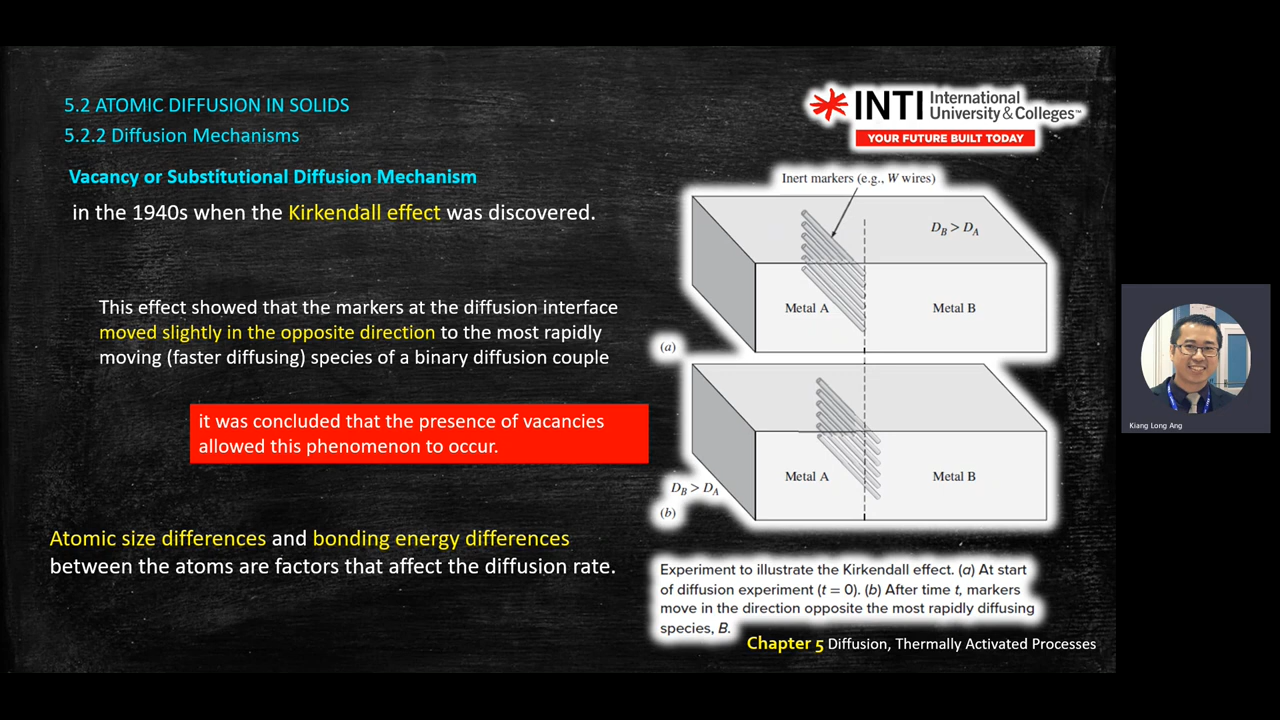 5.2 ATOMIC DIFFUSION IN SOLIDS
5.2.2 Diffusion Mechanisms
Vacancy or Substitutional Diffusion Mechanism
in the 1940s when the Kirkendall effect was discovered.
This effect showed that the markers at the diffusion interface
moved slightly in the opposite direction to the most rapidly
moving (faster diffusing) species of a binary diffusion couple
it was concluded that the presence of vacancies
allowed this phenomenon to occur.
Atomic size differences and bonding energy differences
between the atoms are factors that affect the diffusion rate.
INTI International
University & Colleges™
YOUR FUTURE BUILT TODAY
Inert markers (e.g., W wires)
D_B > D_A
Metal A
Metal B
(a)
Metal A
Metal B
D_B > D_A
(b)
Experiment to illustrate the Kirkendall effect. (a) At start
of diffusion experiment (t = 0). (b) After time t, markers
move in the direction opposite the most rapidly diffusing
species, B.
Chapter 5 Diffusion, Thermally Activated Processes
Kiang Long Ang